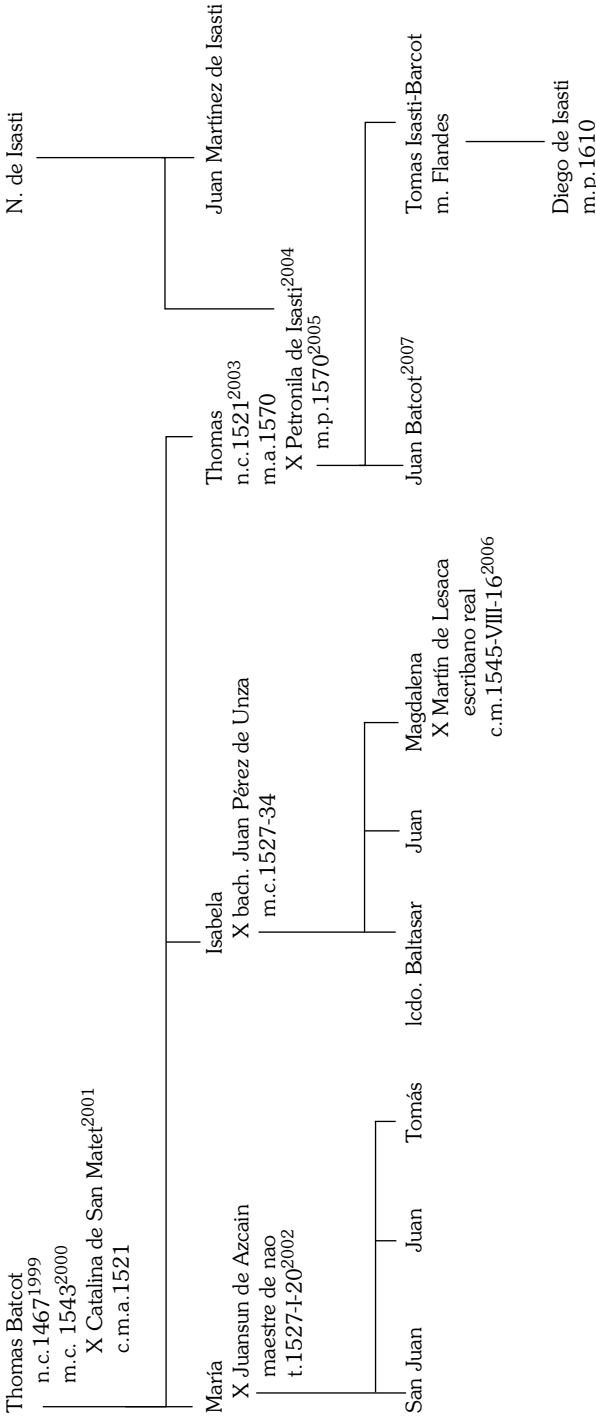 Thomas Batcot
n.c.1467¹⁹⁹⁹
m.c. 1543²⁰⁰⁰
X Catalina de San Matet²⁰⁰¹
c.m.a.1521
N. de Isasti
María
X Juansun de Azcain
maestre de nao
t.1527-I-20²⁰⁰²
Isabela
X bach. Juan Pérez de Unza
m.c.1527-34
Thomas
n.c.1521²⁰⁰³
m.a.1570
X Petronila de Isasti²⁰⁰⁴
m.p.1570²⁰⁰⁵
Juan Martínez de Isasti
San Juan
Juan
Tomás
lcdo. Baltasar
Juan
Magdalena
X Martín de Lesaca
escribano real
c.m.1545-VIII-16²⁰⁰⁶
Juan Batcot²⁰⁰⁷
Tomas Isasti-Barcot
m. Flandes
Diego de Isasti
m.p.1610